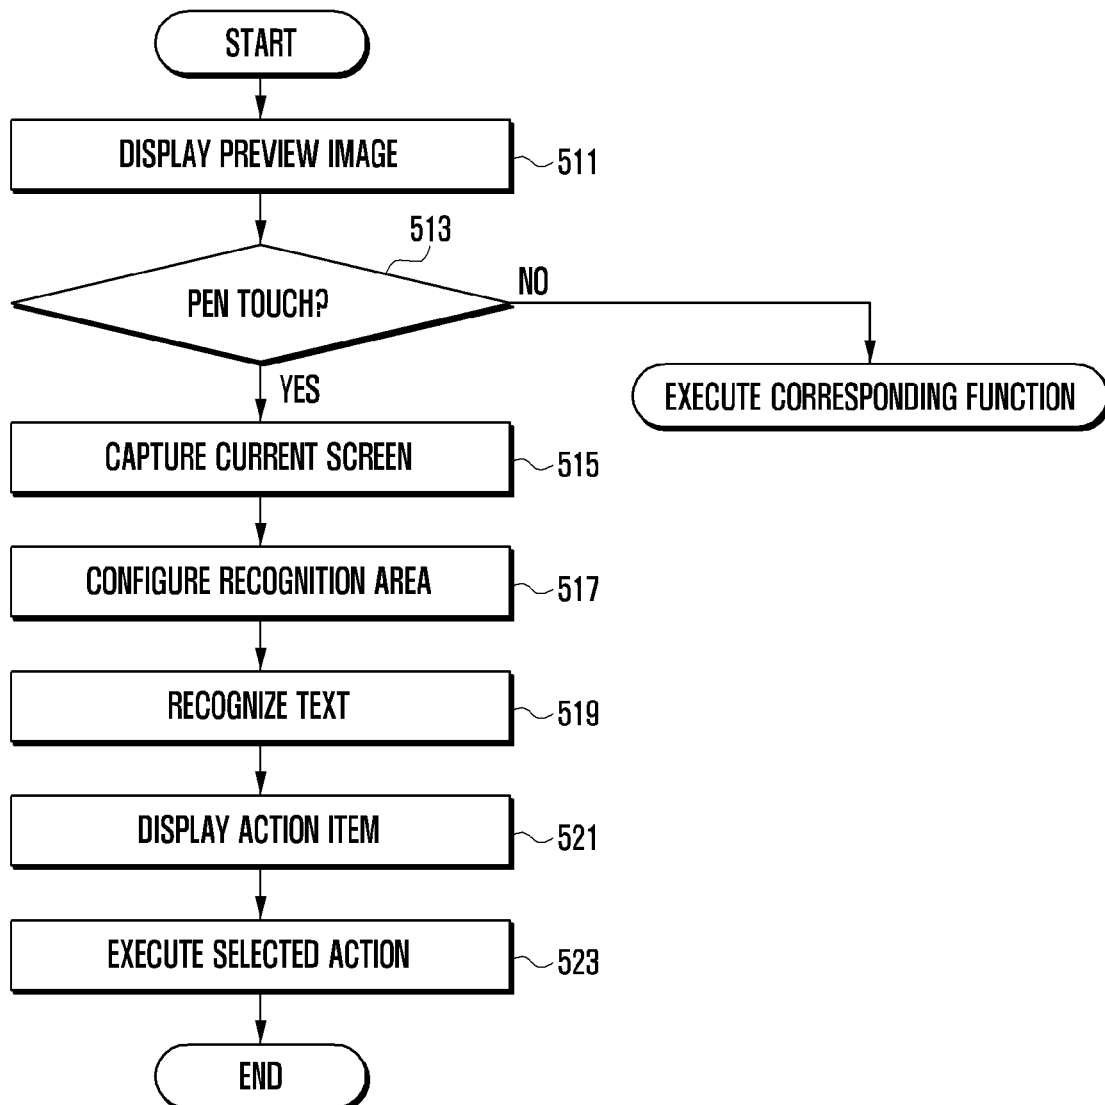 START
DISPLAY PREVIEW IMAGE
511
513
PEN TOUCH?
NO
YES
EXECUTE CORRESPONDING FUNCTION
CAPTURE CURRENT SCREEN
515
CONFIGURE RECOGNITION AREA
517
RECOGNIZE TEXT
519
DISPLAY ACTION ITEM
521
EXECUTE SELECTED ACTION
523
END